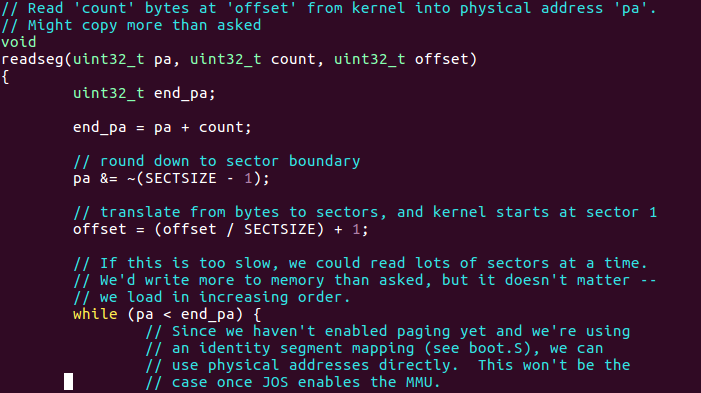 // Read 'count' bytes at 'offset' from kernel into physical address 'pa'.
// Might copy more than asked
void
readseg(uint32_t pa, uint32_t count, uint32_t offset)
{
        uint32_t end_pa;

        end_pa = pa + count;

        // round down to sector boundary
        pa &= ~(SECTSIZE - 1);

        // translate from bytes to sectors, and kernel starts at sector 1
        offset = (offset / SECTSIZE) + 1;

        // If this is too slow, we could read lots of sectors at a time.
        // We'd write more to memory than asked, but it doesn't matter --
        // we load in increasing order.
        while (pa < end_pa) {
                // Since we haven't enabled paging yet and we're using
                // an identity segment mapping (see boot.S), we can
                // use physical addresses directly.  This won't be the
                // case once JOS enables the MMU.